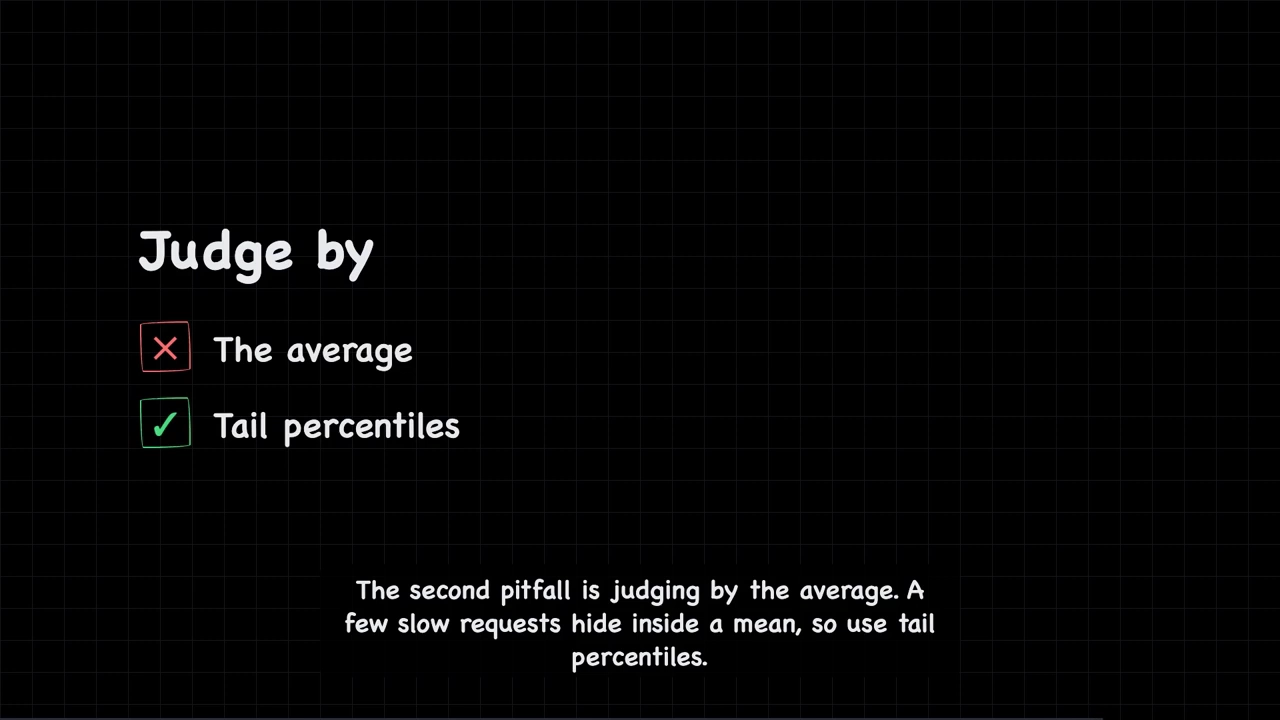 Judge by
✕ The average
✓ Tail percentiles
The second pitfall is judging by the average. A
few slow requests hide inside a mean, so use tail
percentiles.